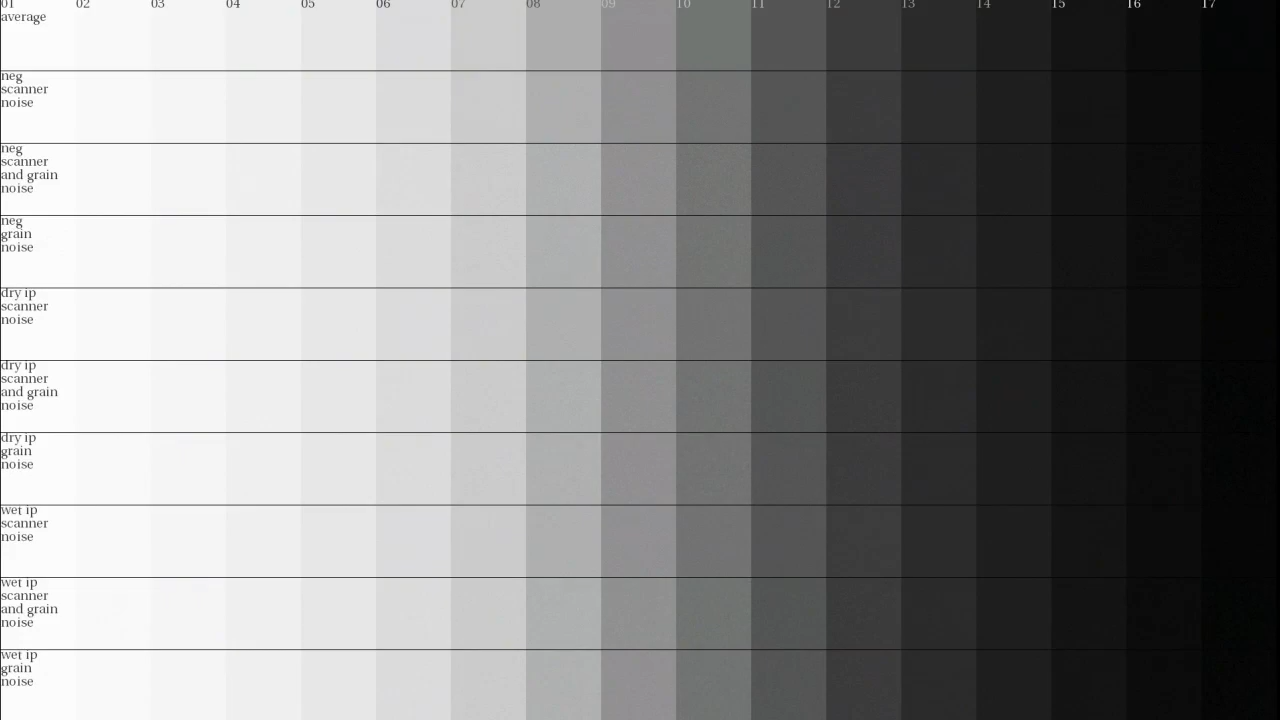 01 02 03 04 05 06 07 08 09 10 11 12 13 14 15 16 17
average
neg
scanner
noise
neg
scanner
and grain
noise
neg
grain
noise
dry ip
scanner
noise
dry ip
scanner
and grain
noise
dry ip
grain
noise
wet ip
scanner
noise
wet ip
scanner
and grain
noise
wet ip
grain
noise